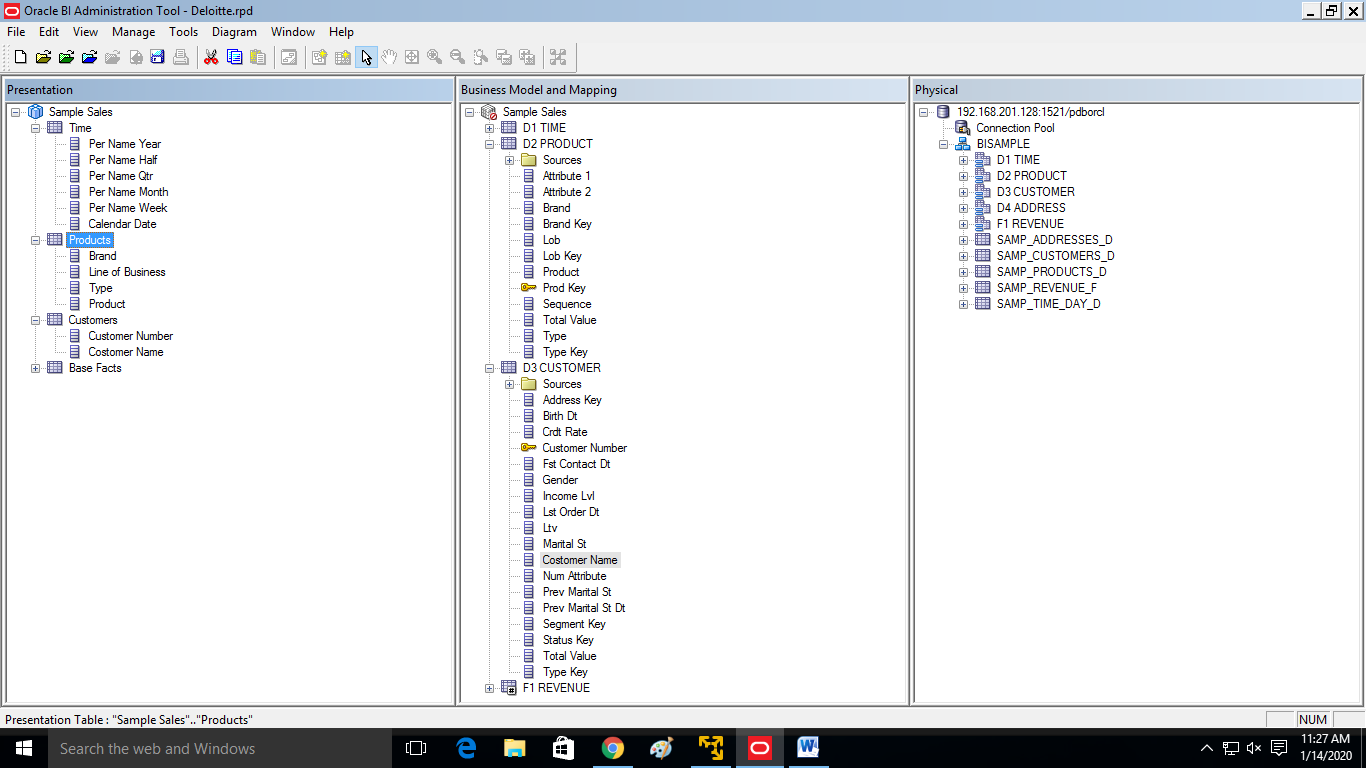 Oracle BI Administration Tool - Deloitte.rpd
File Edit View Manage Tools Diagram Window Help
Presentation
Sample Sales
Time
Per Name Year
Per Name Half
Per Name Qtr
Per Name Month
Per Name Week
Calendar Date
Products
Brand
Line of Business
Type
Product
Customers
Customer Number
Costomer Name
Base Facts
Business Model and Mapping
Sample Sales
D1 TIME
D2 PRODUCT
Sources
Attribute 1
Attribute 2
Brand
Brand Key
Lob
Lob Key
Product
Prod Key
Sequence
Total Value
Type
Type Key
D3 CUSTOMER
Sources
Address Key
Birth Dt
Crdt Rate
Customer Number
Fst Contact Dt
Gender
Income Lvl
Lst Order Dt
Ltv
Marital St
Costomer Name
Num Attribute
Prev Marital St
Prev Marital St Dt
Segment Key
Status Key
Total Value
Type Key
F1 REVENUE
Physical
192.168.201.128:1521/pdborcl
Connection Pool
BISAMPLE
D1 TIME
D2 PRODUCT
D3 CUSTOMER
D4 ADDRESS
F1 REVENUE
SAMP_ADDRESSES_D
SAMP_CUSTOMERS_D
SAMP_PRODUCTS_D
SAMP_REVENUE_F
SAMP_TIME_DAY_D
Presentation Table : "Sample Sales".."Products"
NUM
Search the web and Windows
11:27 AM
1/14/2020